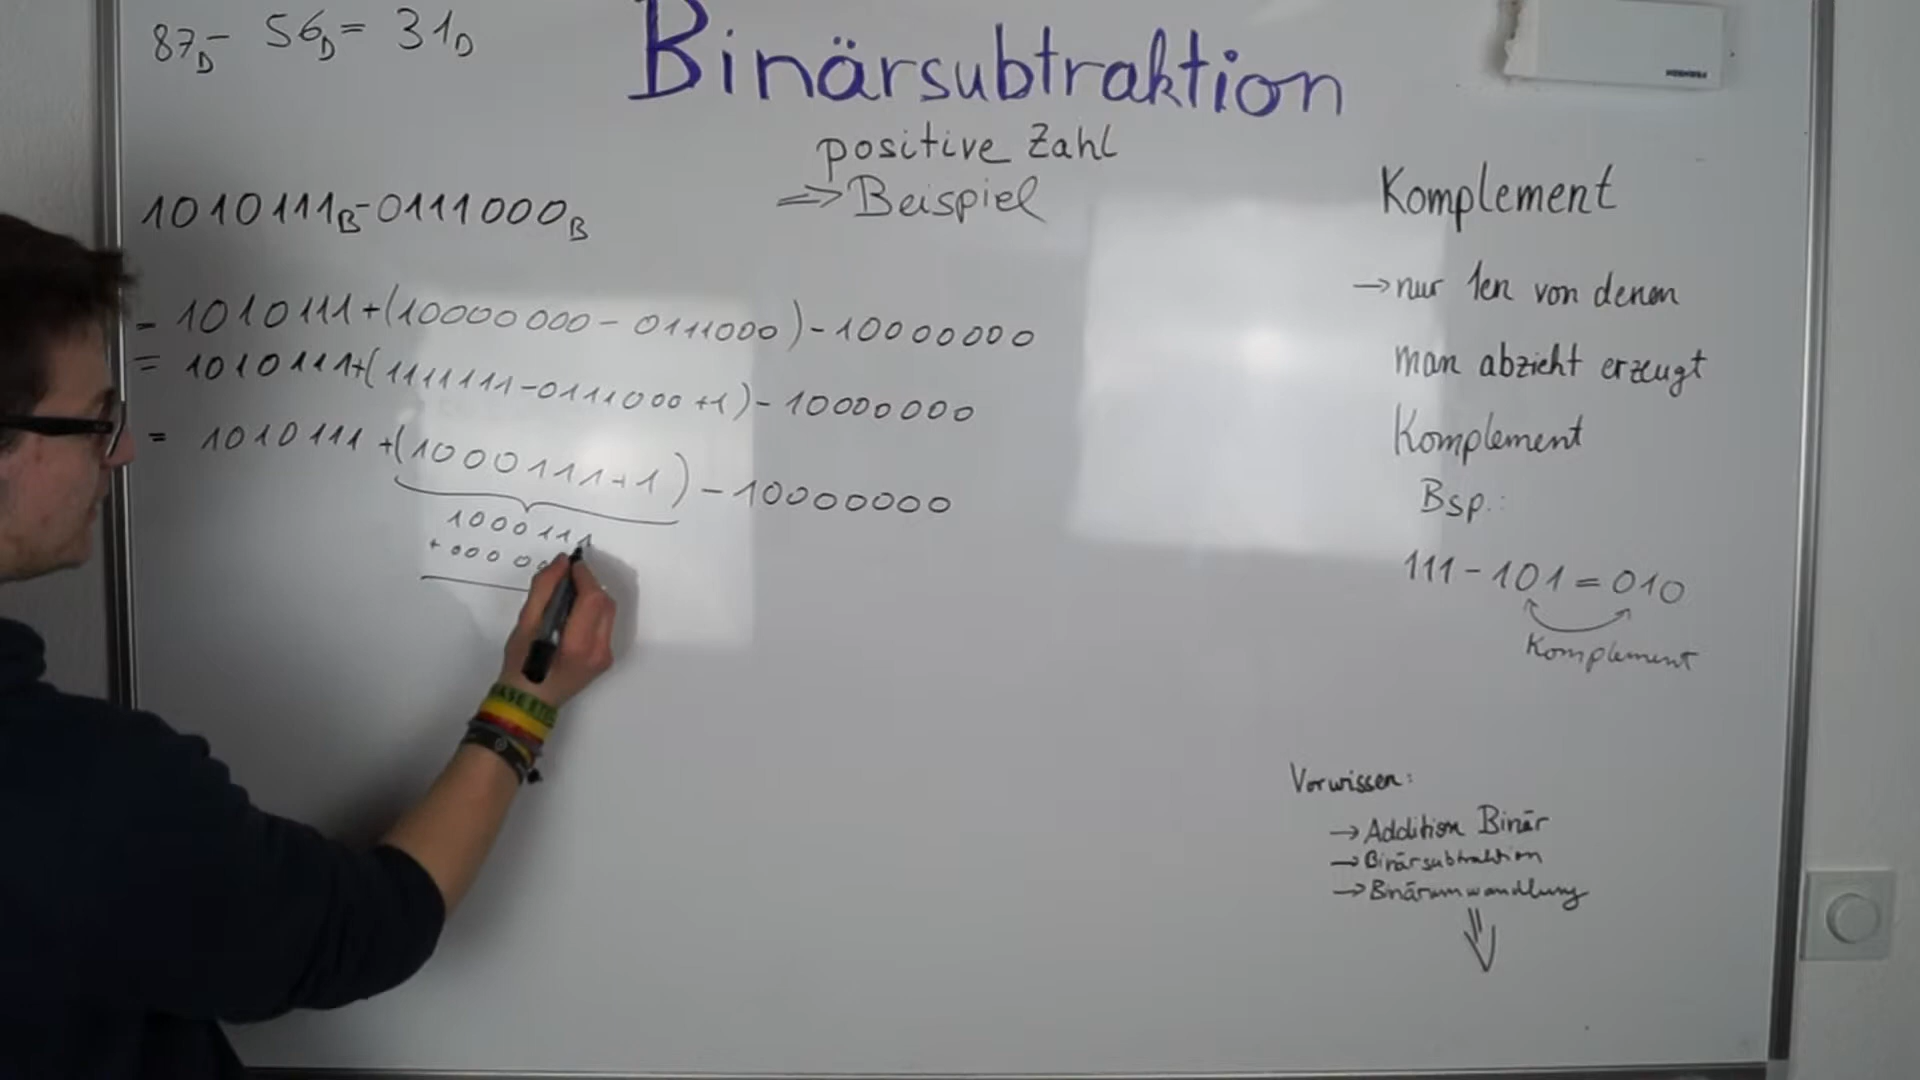 87D - 56D = 31D
Binärsubtraktion
positive Zahl
=> Beispiel
1010111B - 0111000B
= 1010111 + (10000000 - 0111000) - 10000000
= 1010111 + (1111111 - 0111000 + 1) - 10000000
= 1010111 + (1000111 + 1) - 10000000
1000111
+ 0000
Komplement
→ nur 1en von denen
man abzieht erzeugt
Komplement
Bsp.:
111 - 101 = 010
Komplement
Vorwissen:
→ Addition Binär
→ Binärsubtraktion
→ Binärumwandlung